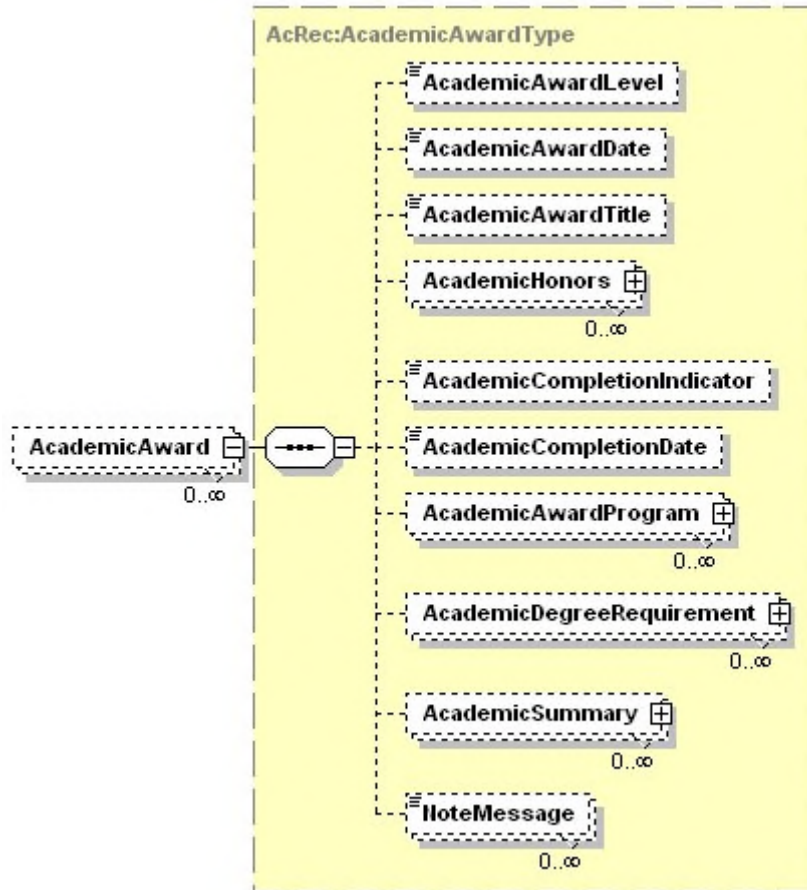 AcRec:AcademicAwardType
AcademicAwardLevel
AcademicAwardDate
AcademicAwardTitle
AcademicHonors
0..∞
AcademicCompletionIndicator
AcademicAward
0..∞
AcademicCompletionDate
AcademicAwardProgram
0..∞
AcademicDegreeRequirement
0..∞
AcademicSummary
0..∞
NoteMessage
0..∞